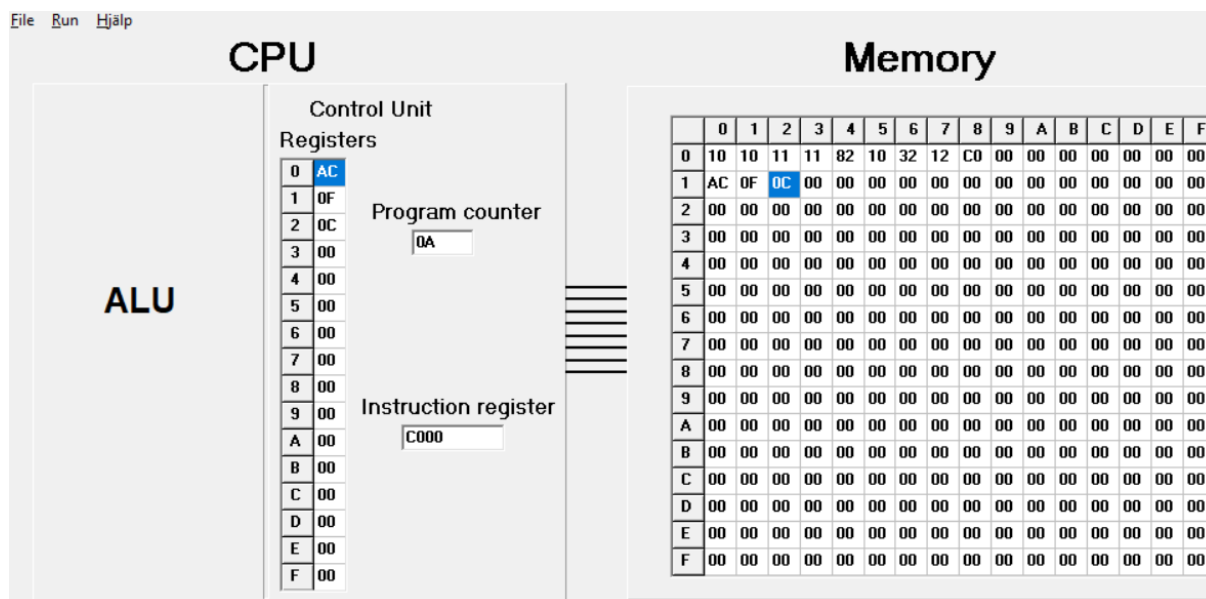 File Run Hjälp
CPU
Memory
Control Unit
Registers
0 AC
1 0F
2 0C
3 00
4 00
5 00
6 00
7 00
8 00
9 00
A 00
B 00
C 00
D 00
E 00
F 00
Program counter
0A
Instruction register
C000
ALU
0 1 2 3 4 5 6 7 8 9 A B C D E F
0 10 10 11 11 82 10 32 12 C0 00 00 00 00 00 00 00
1 AC 0F 0C 00 00 00 00 00 00 00 00 00 00 00 00 00
2 00 00 00 00 00 00 00 00 00 00 00 00 00 00 00 00
3 00 00 00 00 00 00 00 00 00 00 00 00 00 00 00 00
4 00 00 00 00 00 00 00 00 00 00 00 00 00 00 00 00
5 00 00 00 00 00 00 00 00 00 00 00 00 00 00 00 00
6 00 00 00 00 00 00 00 00 00 00 00 00 00 00 00 00
7 00 00 00 00 00 00 00 00 00 00 00 00 00 00 00 00
8 00 00 00 00 00 00 00 00 00 00 00 00 00 00 00 00
9 00 00 00 00 00 00 00 00 00 00 00 00 00 00 00 00
A 00 00 00 00 00 00 00 00 00 00 00 00 00 00 00 00
B 00 00 00 00 00 00 00 00 00 00 00 00 00 00 00 00
C 00 00 00 00 00 00 00 00 00 00 00 00 00 00 00 00
D 00 00 00 00 00 00 00 00 00 00 00 00 00 00 00 00
E 00 00 00 00 00 00 00 00 00 00 00 00 00 00 00 00
F 00 00 00 00 00 00 00 00 00 00 00 00 00 00 00 00